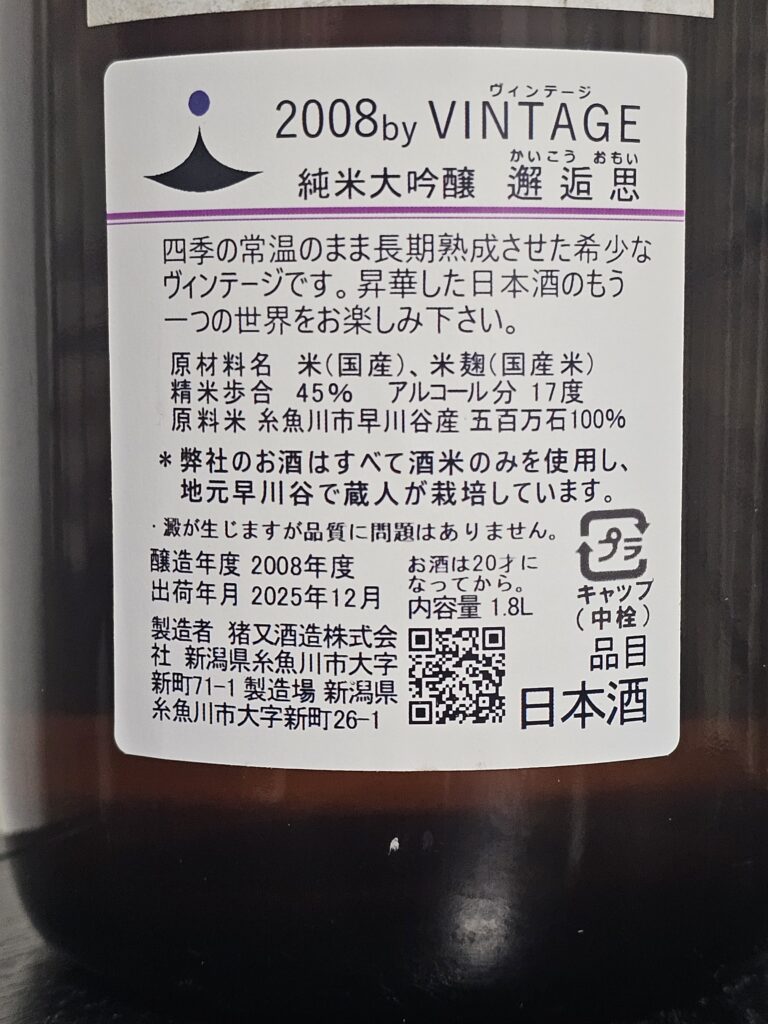 ヴィンテージ
2008by VINTAGE
かいこう おもい
純米大吟醸 邂逅思
四季の常温のまま長期熟成させた希少な
ヴィンテージです。昇華した日本酒のもう
一つの世界をお楽しみ下さい。
原材料名 米(国産)、米麹(国産米)
精米歩合 45% アルコール分 17度
原料米 糸魚川市早川谷産 五百万石100%
*弊社のお酒はすべて酒米のみを使用し、
地元早川谷で蔵人が栽培しています。
・澱が生じますが品質に問題はありません。
醸造年度 2008年度
出荷年月 2025年12月
お酒は20才に
なってから。
内容量 1.8L
プラ
キャップ
(中栓)
製造者 猪又酒造株式会
社 新潟県糸魚川市大字
新町71-1 製造場 新潟県
糸魚川市大字新町26-1
品目
日本酒